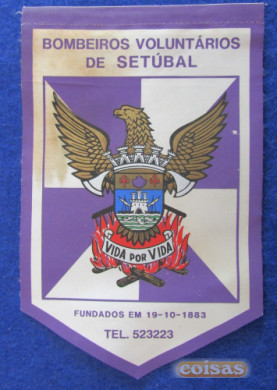 BOMBEIROS VOLUNTÁRIOS
DE SETÚBAL
VIDA POR VIDA
FUNDADOS EM 19-10-1883
TEL. 523223
coisas